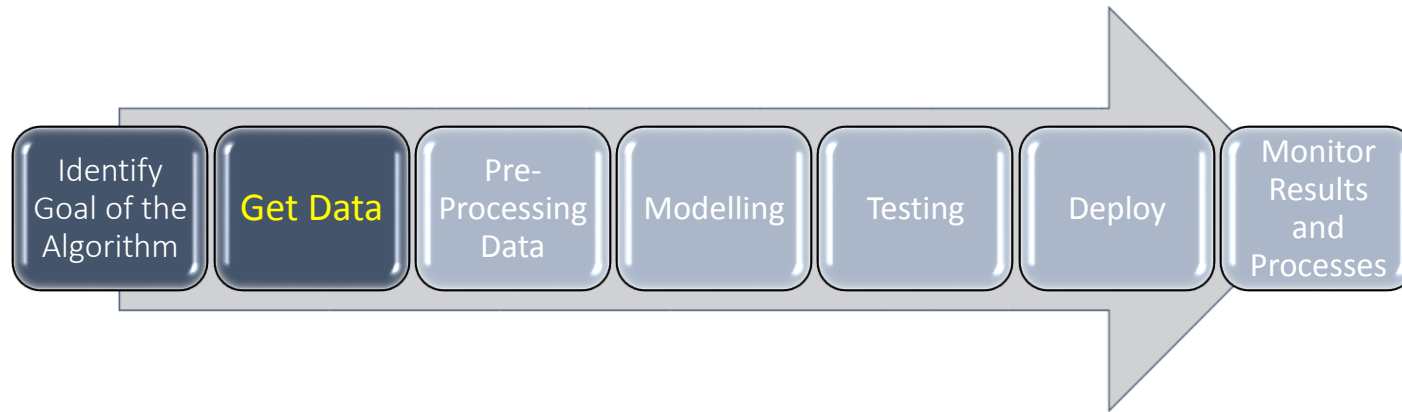 Identify
Goal of the
Algorithm
Get Data
Pre-
Processing
Data
Modelling
Testing
Deploy
Monitor
Results
and
Processes